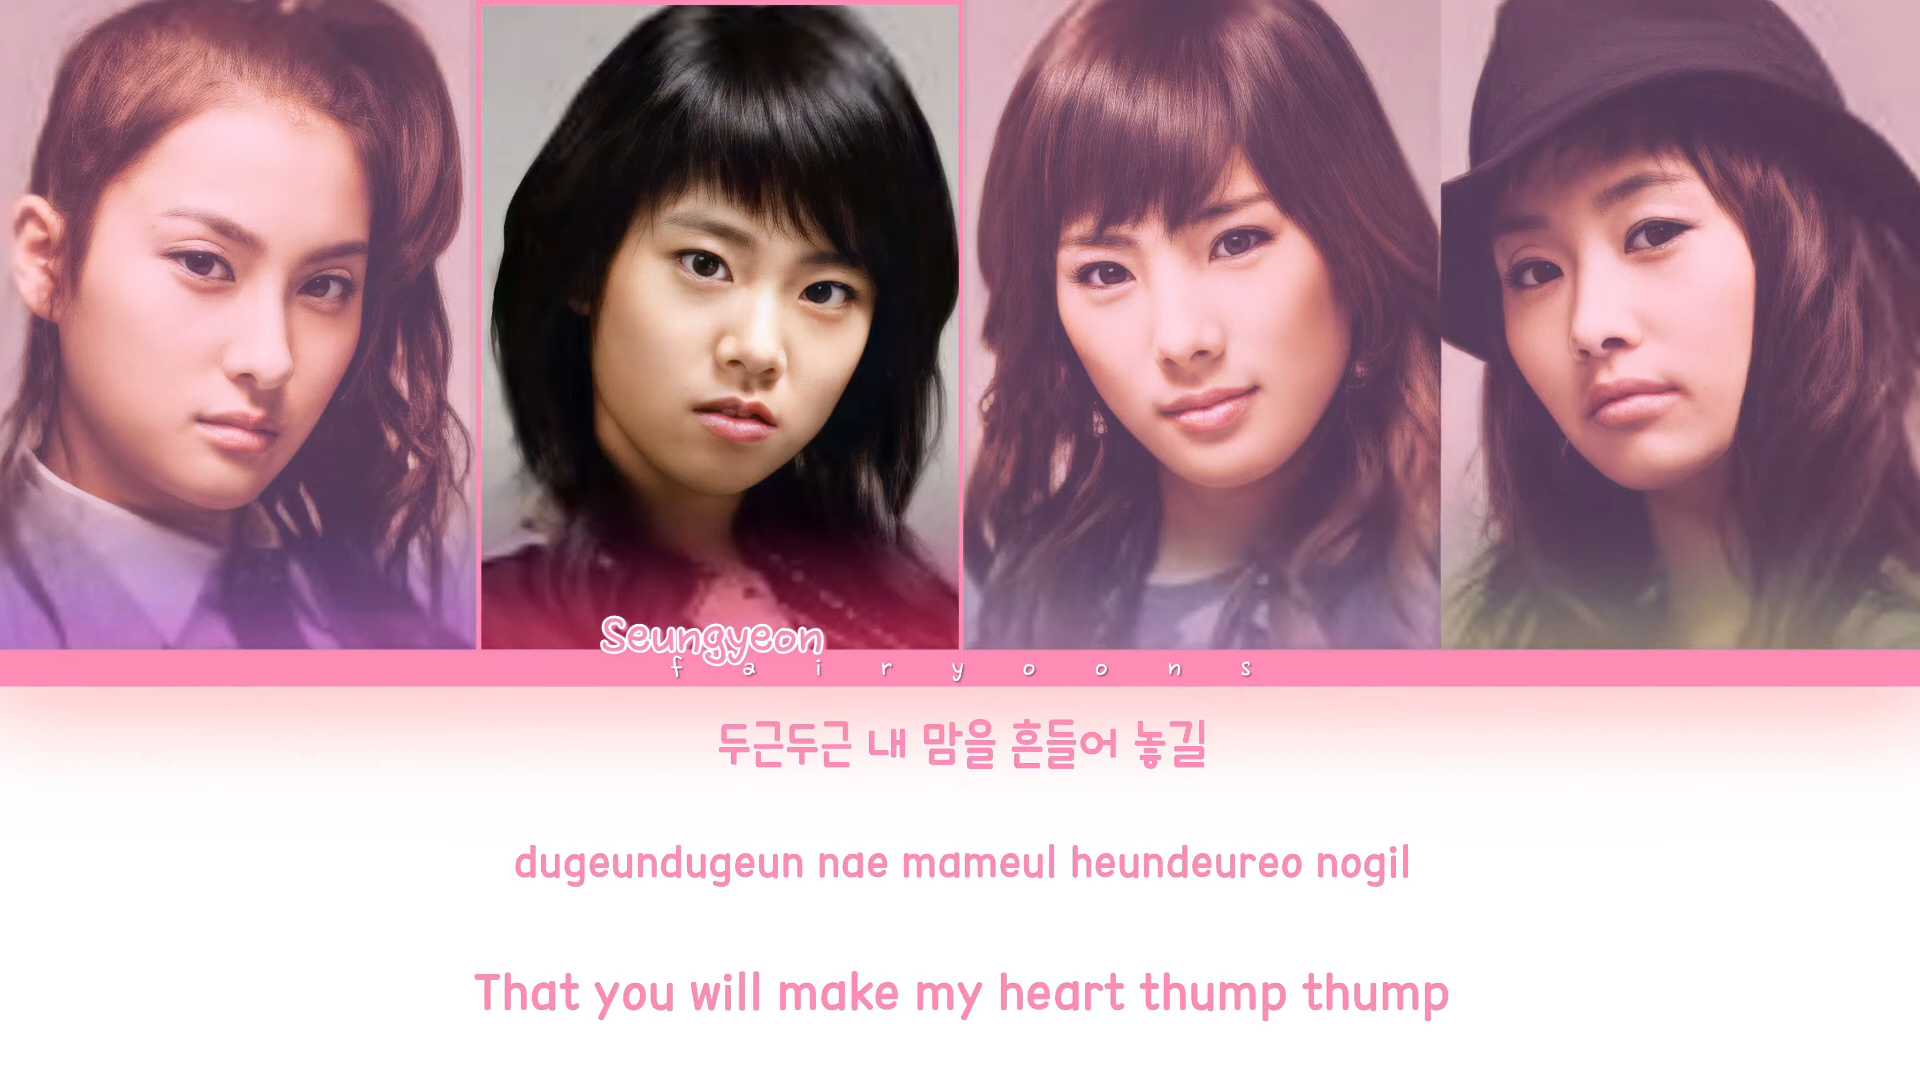 Seungyeon
fairyoons
두근두근 내 맘을 흔들어 놓길
dugeundugeun nae mameul heundeureo nogil
That you will make my heart thump thump